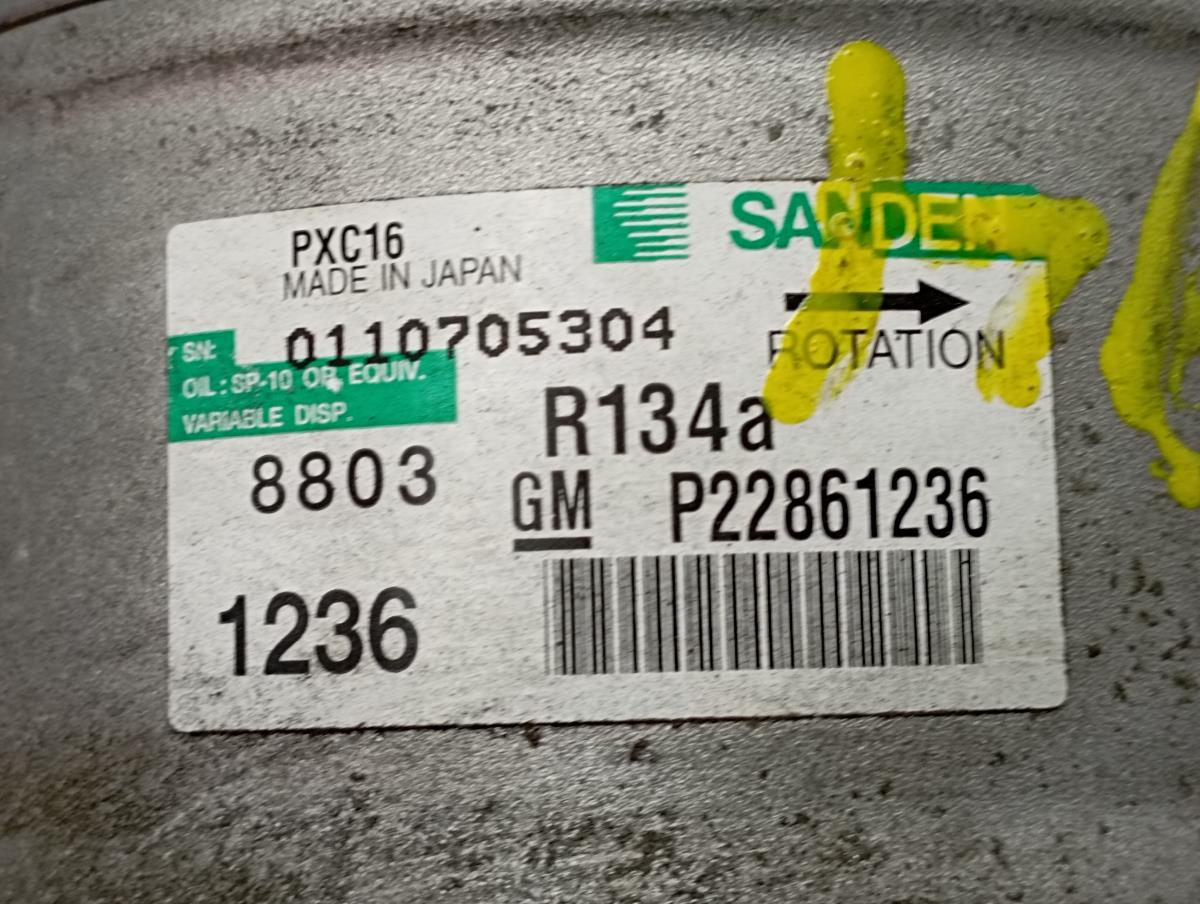 SANDEN
PXC16
MADE IN JAPAN
SN: 0110705304
ROTATION
OIL: SP-10 OR EQUIV.
VARIABLE DISP.
R134a
8803
GM P22861236
1236